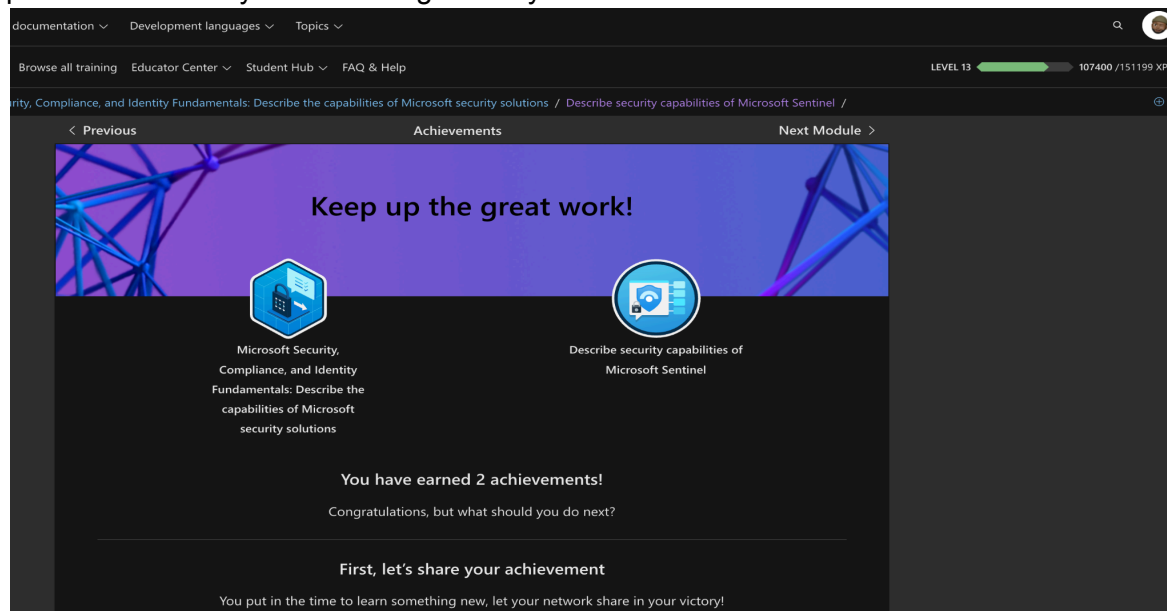 documentation Development languages Topics
Browse all training Educator Center Student Hub FAQ & Help LEVEL 13 107400 /151199 XP
Compliance, and Identity Fundamentals: Describe the capabilities of Microsoft security solutions / Describe security capabilities of Microsoft Sentinel /
< Previous Achievements Next Module >
Keep up the great work!
Microsoft Security,
Compliance, and Identity
Fundamentals: Describe the
capabilities of Microsoft
security solutions
Describe security capabilities of
Microsoft Sentinel
You have earned 2 achievements!
Congratulations, but what should you do next?
First, let's share your achievement
You put in the time to learn something new, let your network share in your victory!